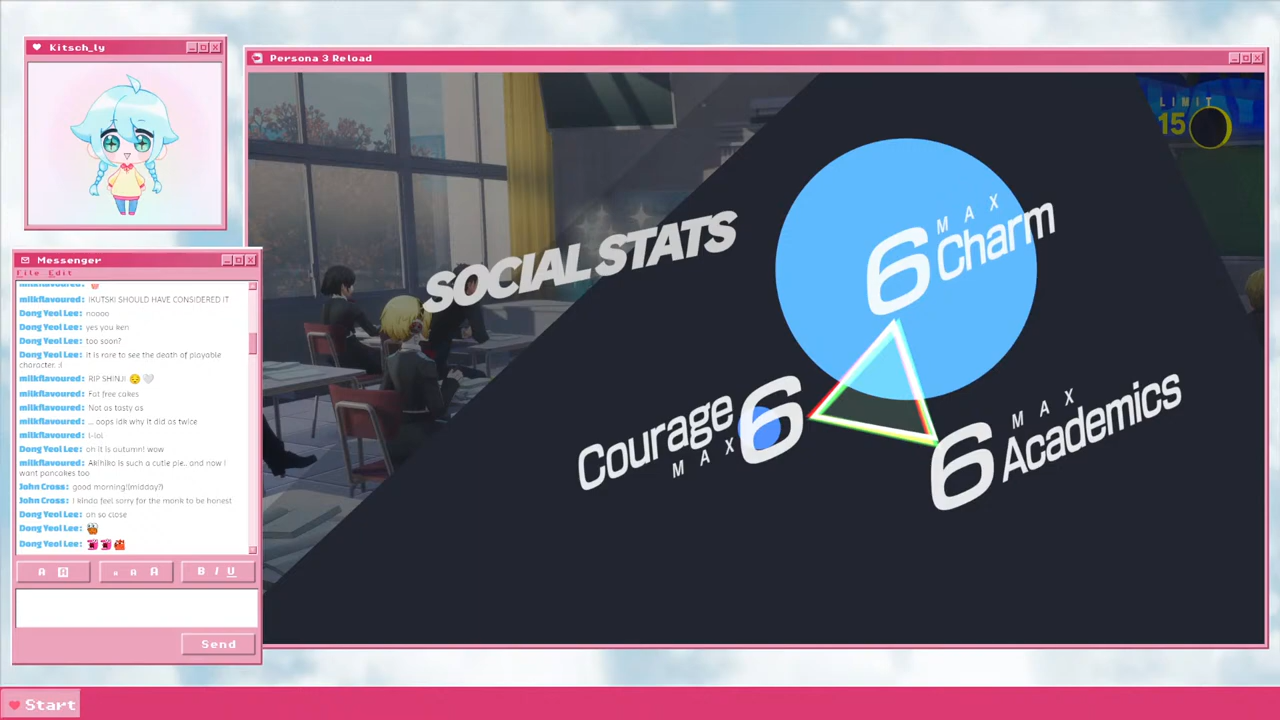 Kitsch_ly
Persona 3 Reload
LIMIT
15
SOCIAL STATS
6 MAX Charm
Courage 6
MAX
6 MAX Academics
Messenger
File Edit
milkflavoured: IKUTSKI SHOULD HAVE CONSIDERED IT
Dong Yeol Lee: noooo
Dong Yeol Lee: yes you ken
Dong Yeol Lee: too soon?
Dong Yeol Lee: It is rare to see the death of playable
character. :(
milkflavoured: RIP SHINJI 😔🤍
milkflavoured: Fat free cakes
milkflavoured: Not as tasty as
milkflavoured: ... oops idk why it did as twice
milkflavoured: l-lol
Dong Yeol Lee: oh it is autumn! wow
milkflavoured: Akihiko is such a cutie pie.. and now I
want pancakes too
John Cross: good morning!(midday?)
John Cross: I kinda feel sorry for the monk to be honest
Dong Yeol Lee: oh so close
Dong Yeol Lee:
Dong Yeol Lee:
A A
A A A
B I U
Send
Start